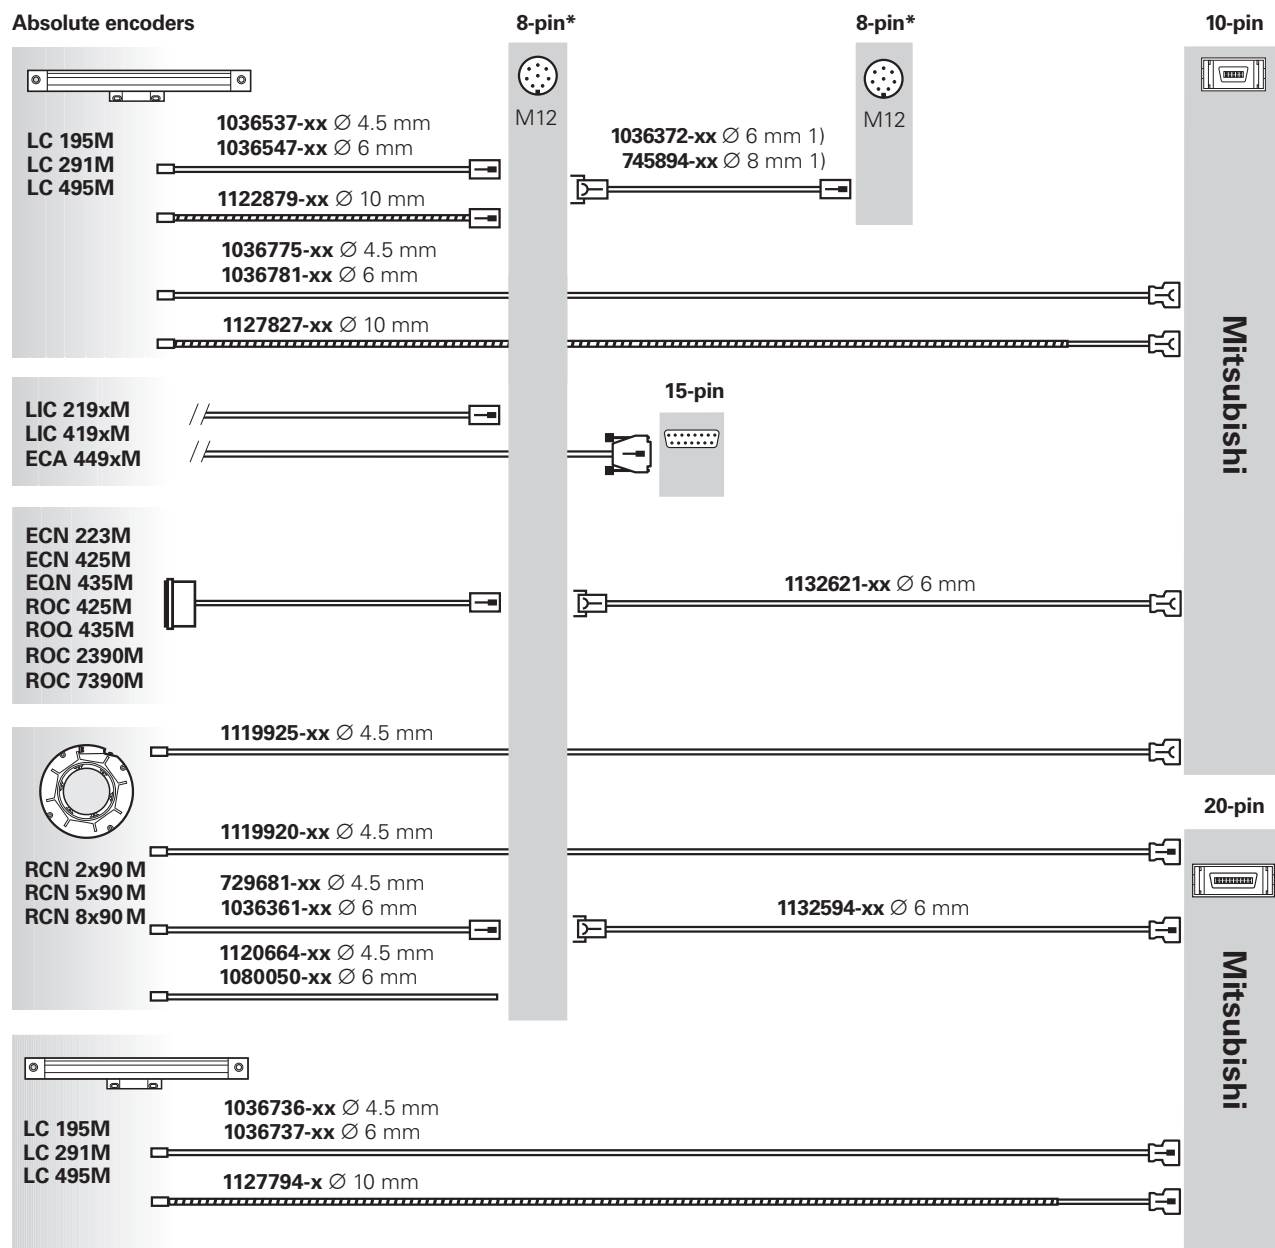 Absolute encoders
8-pin*
8-pin*
10-pin
M12
M12
LC 195M
LC 291M
LC 495M
1036537-xx Ø 4.5 mm
1036547-xx Ø 6 mm
1036372-xx Ø 6 mm 1)
745894-xx Ø 8 mm 1)
1122879-xx Ø 10 mm
1036775-xx Ø 4.5 mm
1036781-xx Ø 6 mm
1127827-xx Ø 10 mm
Mitsubishi
15-pin
LIC 219xM
LIC 419xM
ECA 449xM
ECN 223M
ECN 425M
EQN 435M
ROC 425M
ROQ 435M
ROC 2390M
ROC 7390M
1132621-xx Ø 6 mm
1119925-xx Ø 4.5 mm
20-pin
1119920-xx Ø 4.5 mm
RCN 2x90 M
RCN 5x90 M
RCN 8x90 M
729681-xx Ø 4.5 mm
1036361-xx Ø 6 mm
1132594-xx Ø 6 mm
1120664-xx Ø 4.5 mm
1080050-xx Ø 6 mm
Mitsubishi
LC 195M
LC 291M
LC 495M
1036736-xx Ø 4.5 mm
1036737-xx Ø 6 mm
1127794-x Ø 10 mm